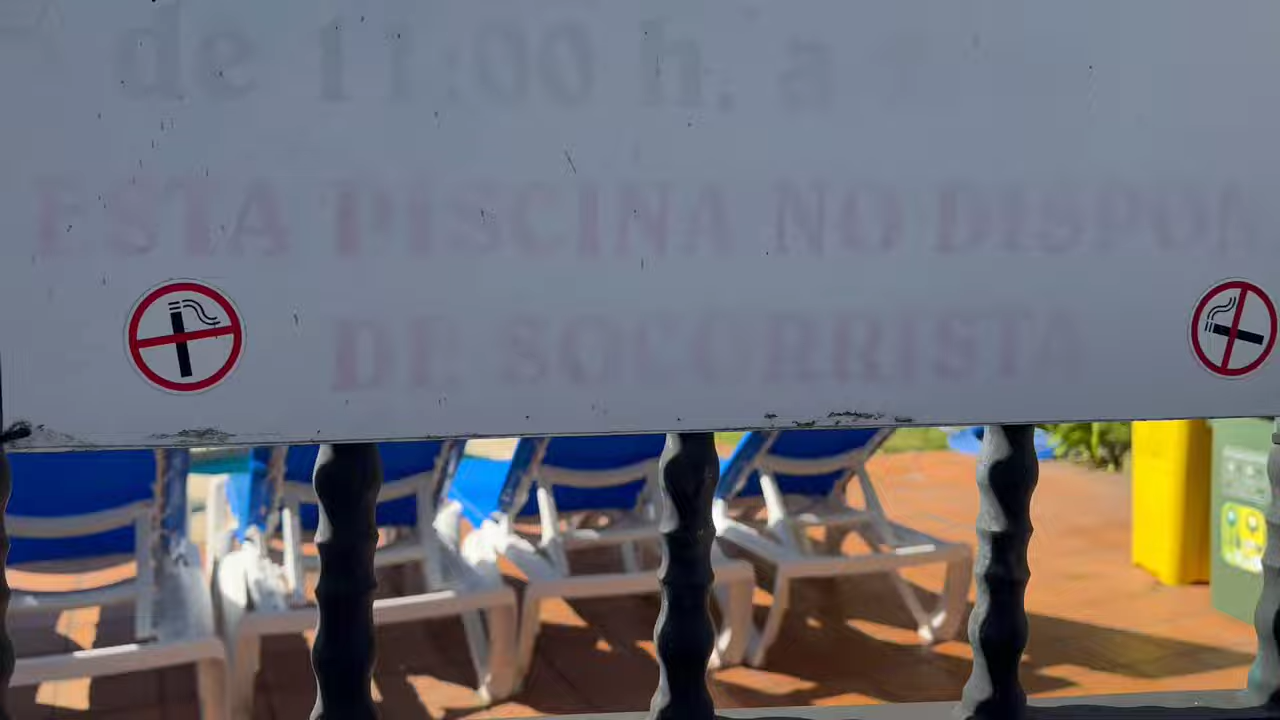 de 11:00 h. a
ESTA PISCINA NO DISPON
DE SOCORRISTA